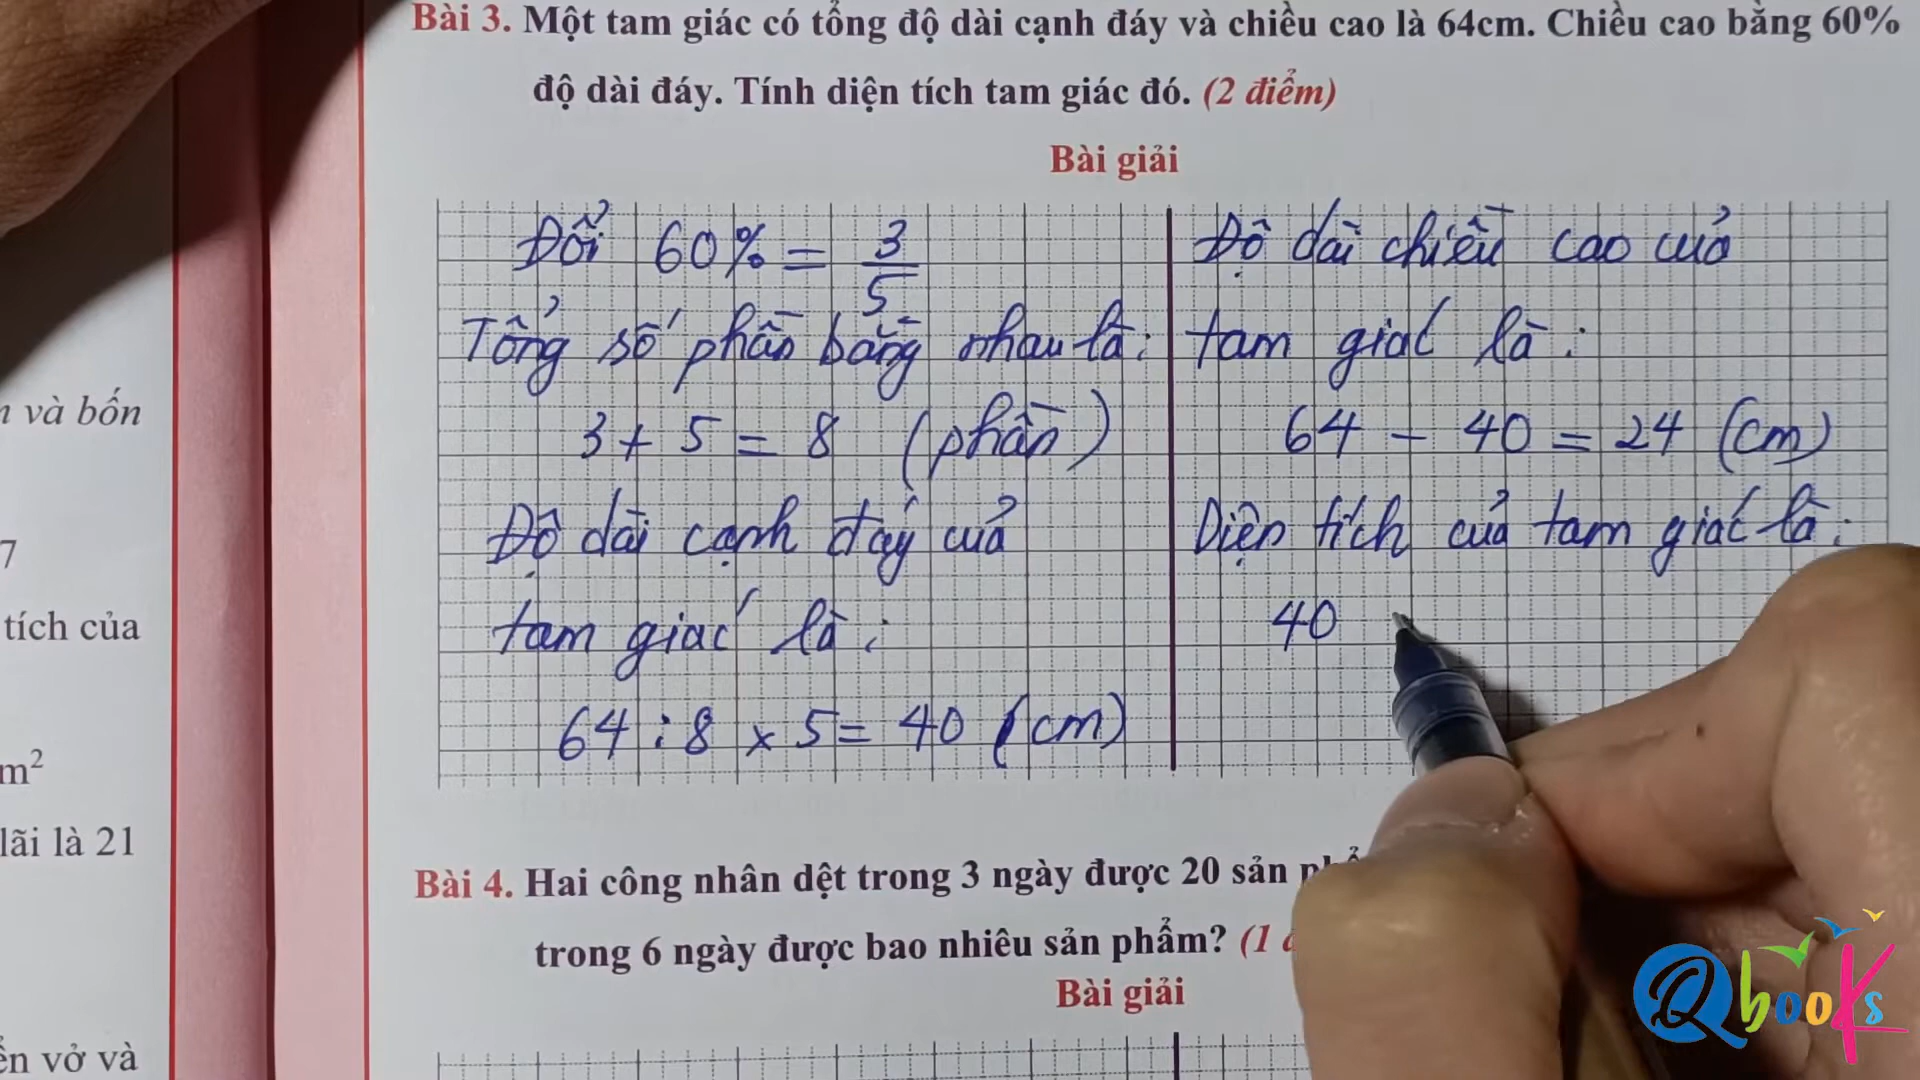 Bài 3. Một tam giác có tổng độ dài cạnh đáy và chiều cao là 64cm. Chiều cao bằng 60%
độ dài đáy. Tính diện tích tam giác đó. (2 điểm)
Bài giải
Đổi 60% = 3/5
Tổng số phần bằng nhau là:
3 + 5 = 8 (phần)
Độ dài cạnh đáy của
tam giác là:
64 : 8 x 5 = 40 (cm)
Độ dài chiều cao của
tam giác là:
64 - 40 = 24 (cm)
Diện tích của tam giác là:
40
Bài 4. Hai công nhân dệt trong 3 ngày được 20 sản
trong 6 ngày được bao nhiêu sản phẩm? (1
Bài giải
và bốn
7
tích của
m²
lãi là 21
vở và
Qbooks